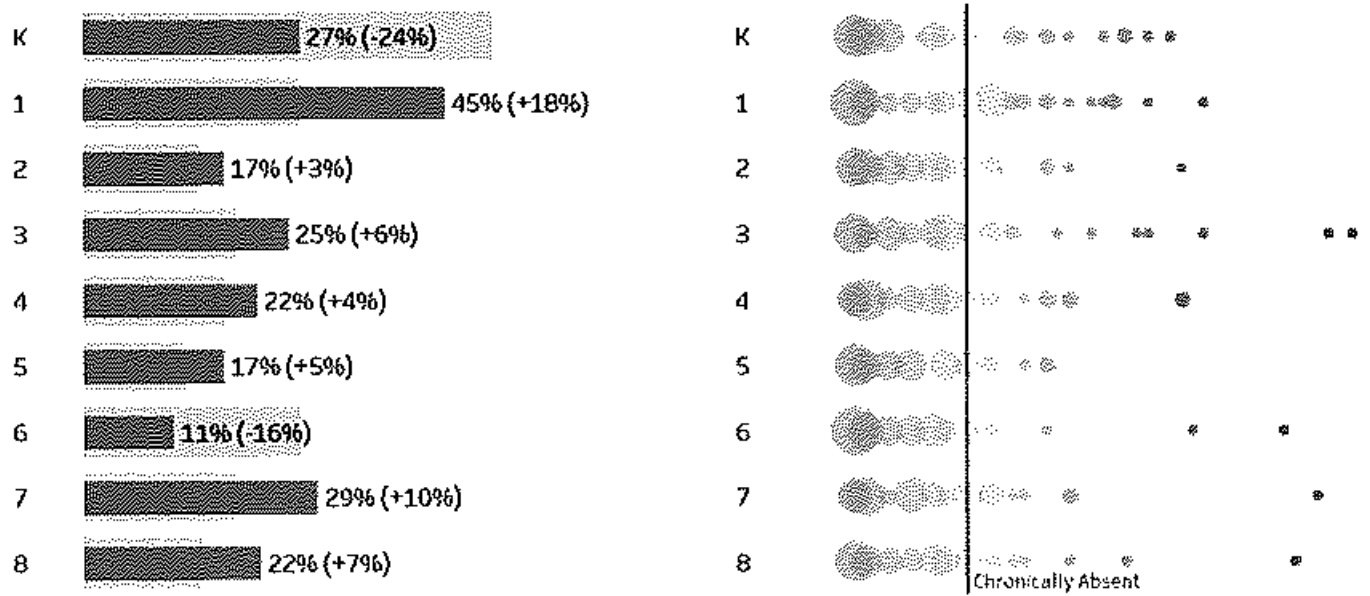 K 27% (-24%) K
1 45% (+18%) 1
2 17% (+3%) 2
3 25% (+6%) 3
4 22% (+4%) 4
5 17% (+5%) 5
6 11% (-16%) 6
7 29% (+10%) 7
8 22% (+7%) 8
Chronically Absent